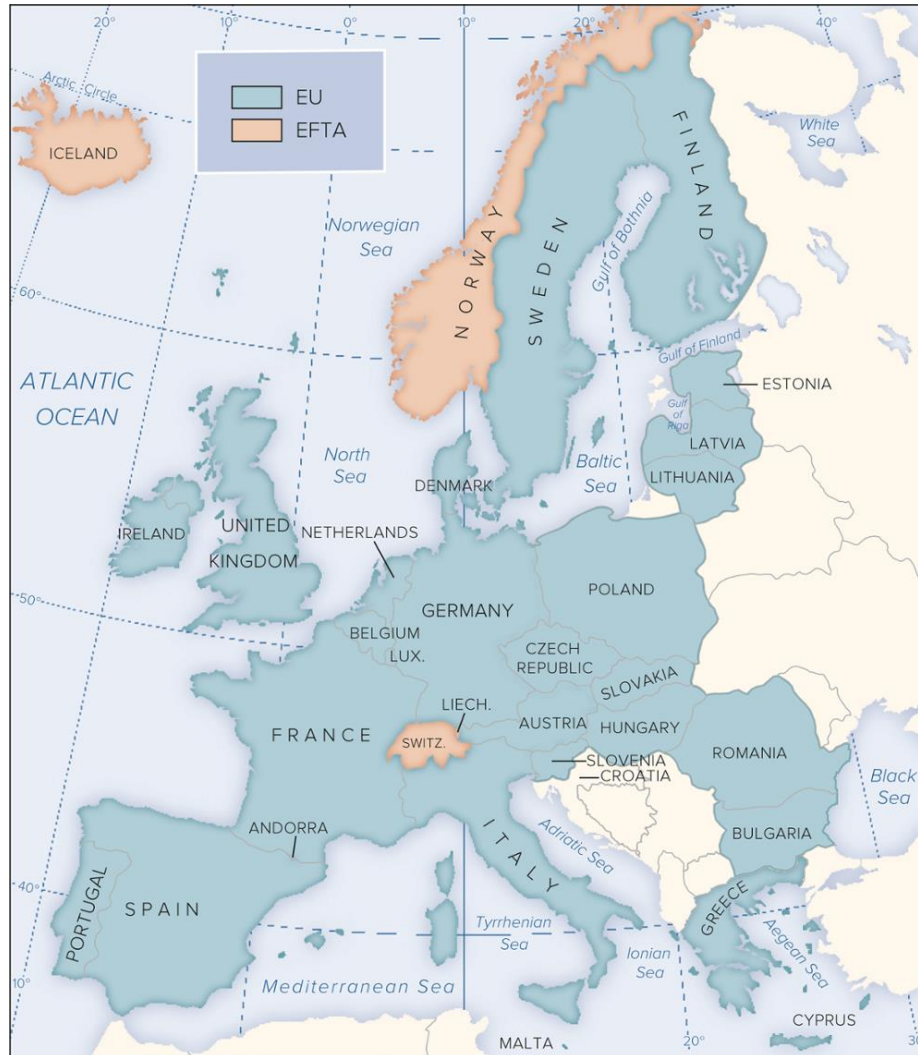 20°
10°
0°
10°
20°
40°
Arctic Circle
EU
EFTA
ICELAND
White
Sea
Norwegian
Sea
FINLAND
NORWAY
SWEDEN
Gulf of Bothnia
60°
Gulf of Finland
ATLANTIC
OCEAN
ESTONIA
Gulf
of
Riga
LATVIA
North
Sea
Baltic
Sea
LITHUANIA
DENMARK
IRELAND
UNITED
KINGDOM
NETHERLANDS
POLAND
50°
GERMANY
BELGIUM
LUX.
CZECH
REPUBLIC
SLOVAKIA
LIECH.
AUSTRIA
HUNGARY
FRANCE
SWITZ.
ROMANIA
SLOVENIA
CROATIA
Black
Sea
ANDORRA
ITALY
Adriatic Sea
BULGARIA
40°
PORTUGAL
SPAIN
GREECE
Tyrrhenian
Sea
Ionian
Sea
Aegean Sea
10°
Mediterranean Sea
CYPRUS
MALTA
20°